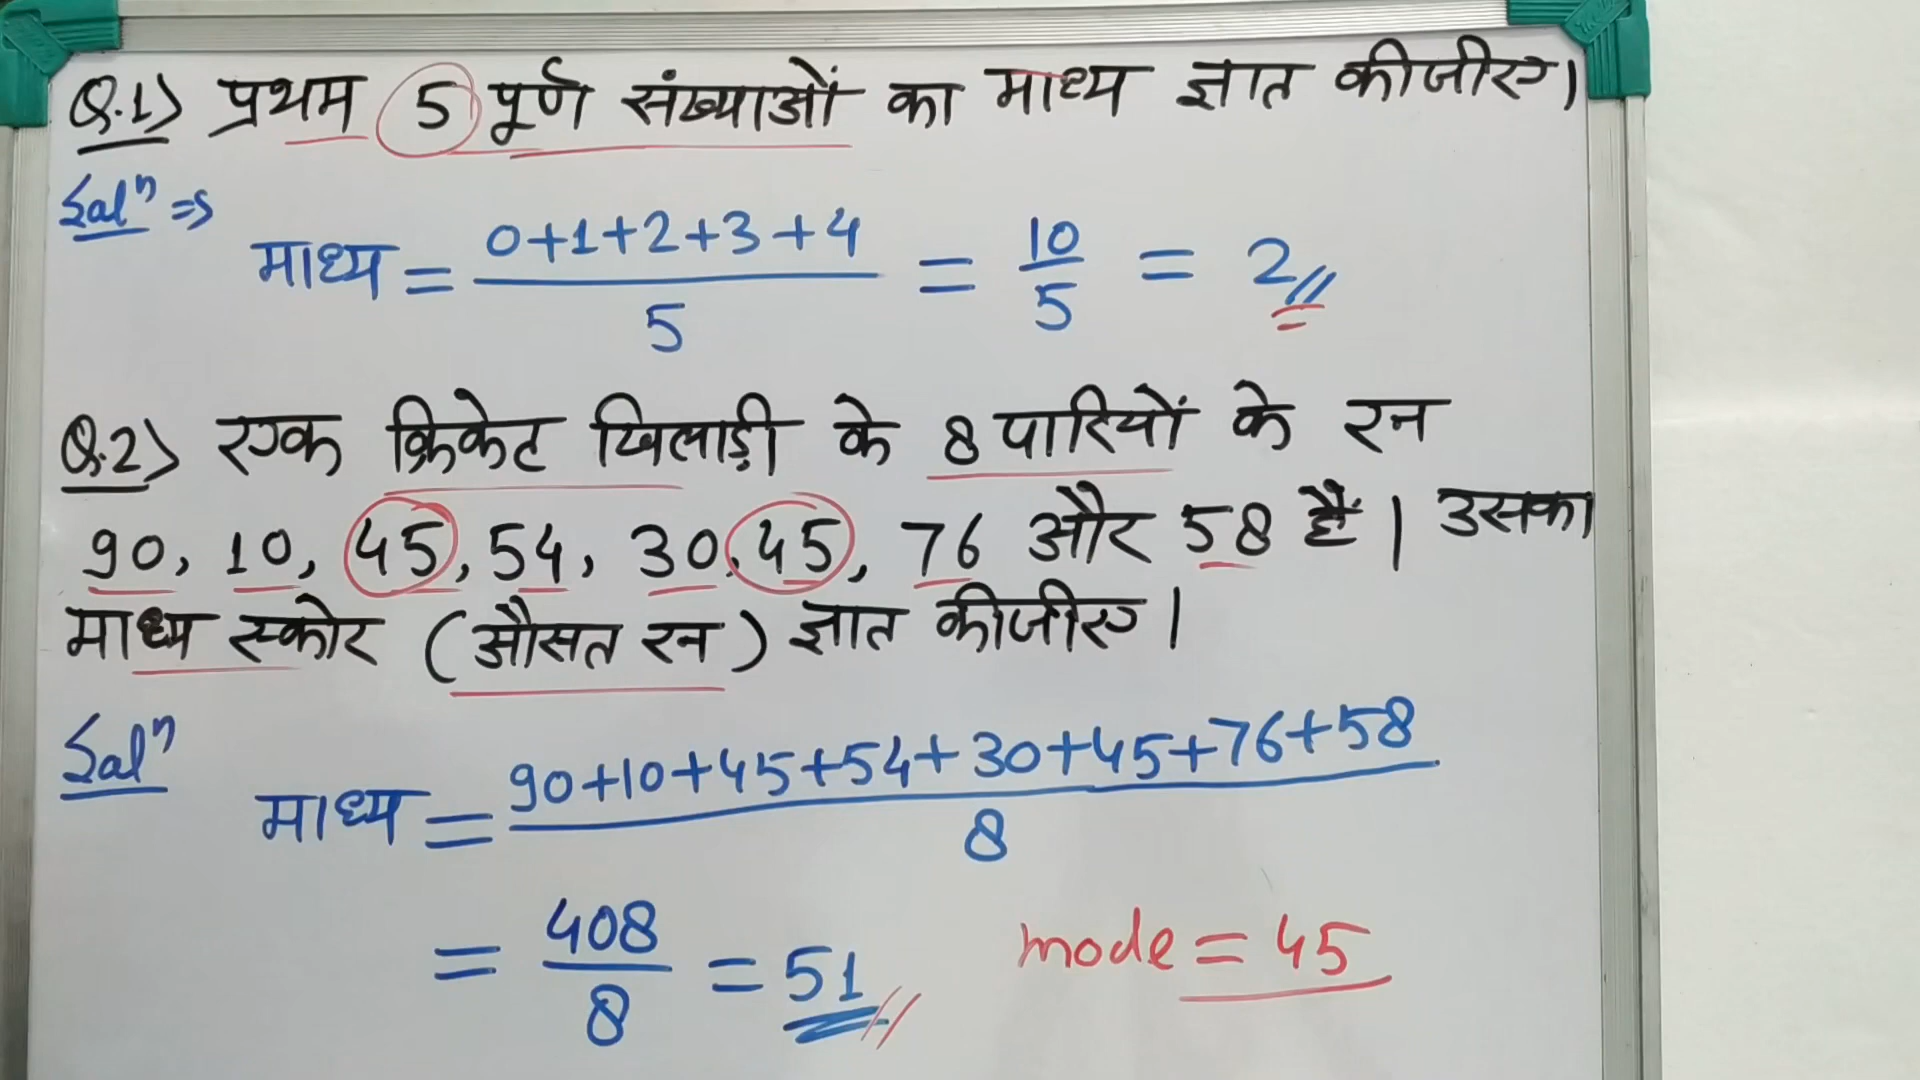 Q.1) प्रथम 5 पूर्ण संख्याओं का माध्य ज्ञात कीजीए।
Solⁿ =>
माध्य = 0+1+2+3+4 / 5 = 10/5 = 2//
Q.2) एक क्रिकेट खिलाड़ी के 8 पारियों के रन
90, 10, 45, 54, 30, 45, 76 और 58 हैं। उसका
माध्य स्कोर (औसत रन) ज्ञात कीजीए।
Solⁿ
माध्य = 90+10+45+54+30+45+76+58 / 8
= 408/8 = 51// mode = 45